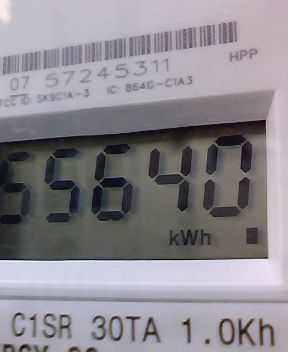 07 57245311
HPP
FCC ID: SK9C1A-3 IC: 864G-C1A3
55640
kWh
C1SR 30TA 1.0Kh